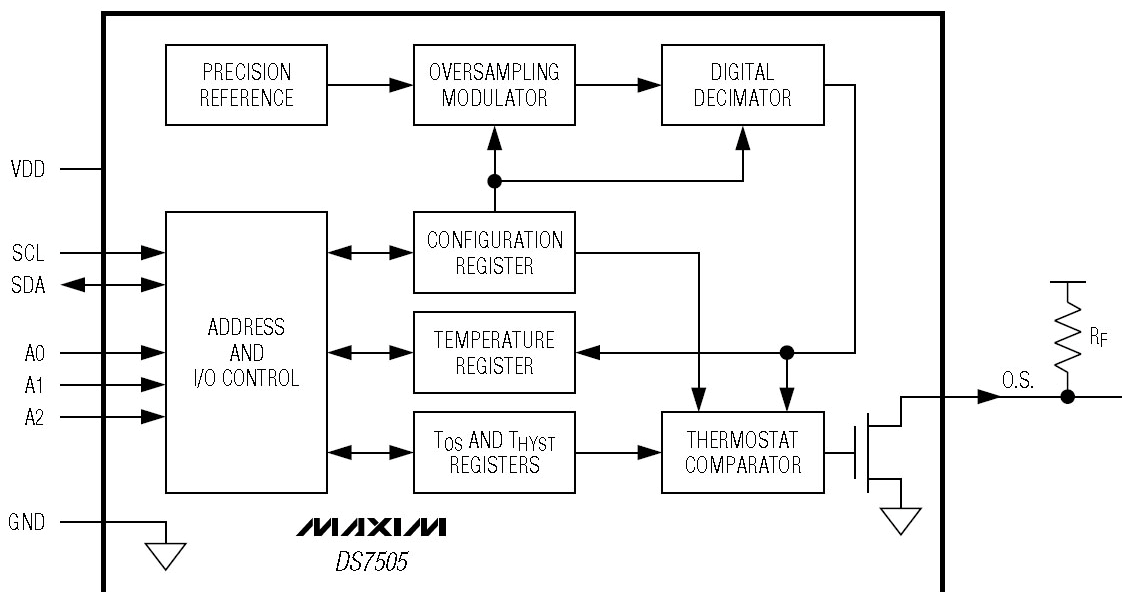 PRECISION
REFERENCE
OVERSAMPLING
MODULATOR
DIGITAL
DECIMATOR
VDD
SCL
SDA
A0
A1
A2
GND
ADDRESS
AND
I/O CONTROL
CONFIGURATION
REGISTER
TEMPERATURE
REGISTER
TOS AND THYST
REGISTERS
THERMOSTAT
COMPARATOR
O.S.
RF
MAXIM
DS7505